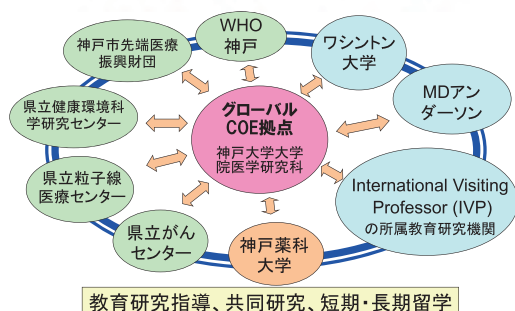 WHO
神戸
ワシントン
大学
MDアン
ダーソン
International Visiting
Professor (IVP)
の所属教育研究機関
神戸薬科
大学
県立がん
センター
県立粒子線
医療センター
県立健康環境科
学研究センター
神戸市先端医療
振興財団
グローバル
COE拠点
神戸大学大学
院医学研究科
教育研究指導、共同研究、短期・長期留学